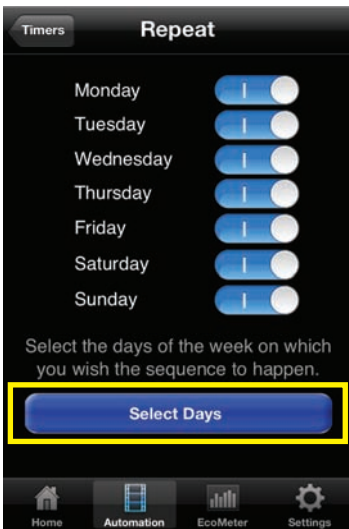 Timers
Repeat
Monday
Tuesday
Wednesday
Thursday
Friday
Saturday
Sunday
Select the days of the week on which
you wish the sequence to happen.
Select Days
Home Automation EcoMeter Settings